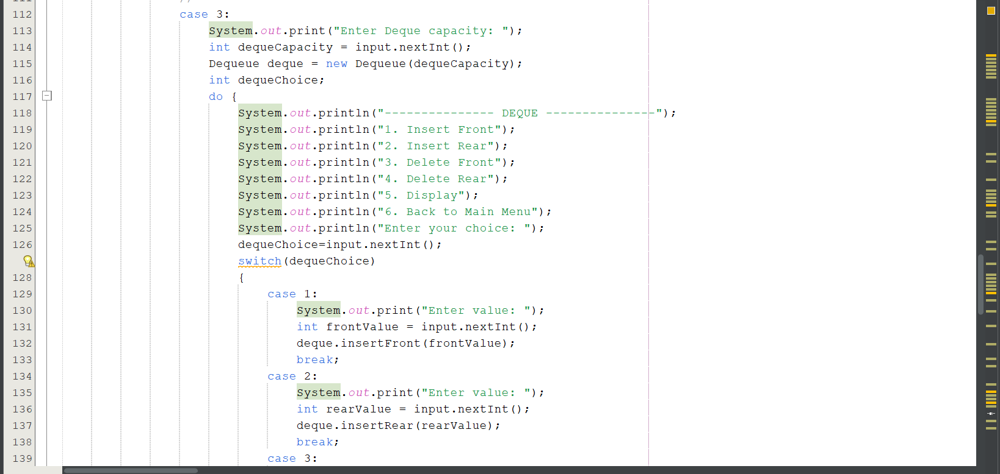 112 case 3:
113 System.out.print("Enter Deque capacity: ");
114 int dequeCapacity = input.nextInt();
115 Dequeue deque = new Dequeue(dequeCapacity);
116 int dequeChoice;
117 do {
118 System.out.println("--------------- DEQUE ---------------");
119 System.out.println("1. Insert Front");
120 System.out.println("2. Insert Rear");
121 System.out.println("3. Delete Front");
122 System.out.println("4. Delete Rear");
123 System.out.println("5. Display");
124 System.out.println("6. Back to Main Menu");
125 System.out.println("Enter your choice: ");
126 dequeChoice=input.nextInt();
switch(dequeChoice)
128 {
129 case 1:
130 System.out.print("Enter value: ");
131 int frontValue = input.nextInt();
132 deque.insertFront(frontValue);
133 break;
134 case 2:
135 System.out.print("Enter value: ");
136 int rearValue = input.nextInt();
137 deque.insertRear(rearValue);
138 break;
139 case 3: